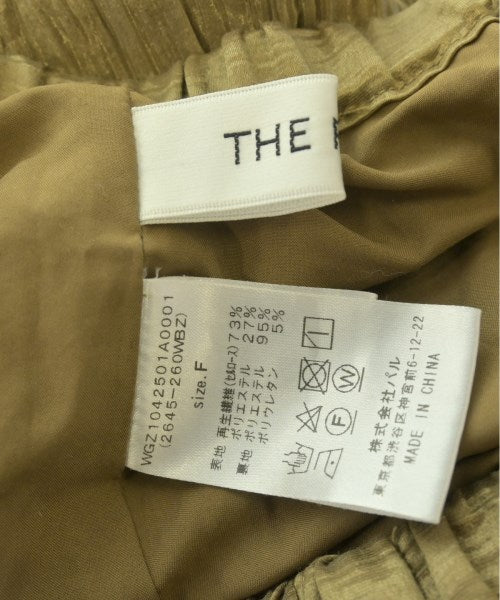 THE
WGZ1042501A0001
(2645-260WBZ)
size. F
表地 再生繊維(セルロース) 73%
ポリエステル 27%
裏地 ポリエステル 95%
ポリウレタン 5%
W
F
株式会社パル
東京都渋谷区神宮前6-12-22
MADE IN CHINA